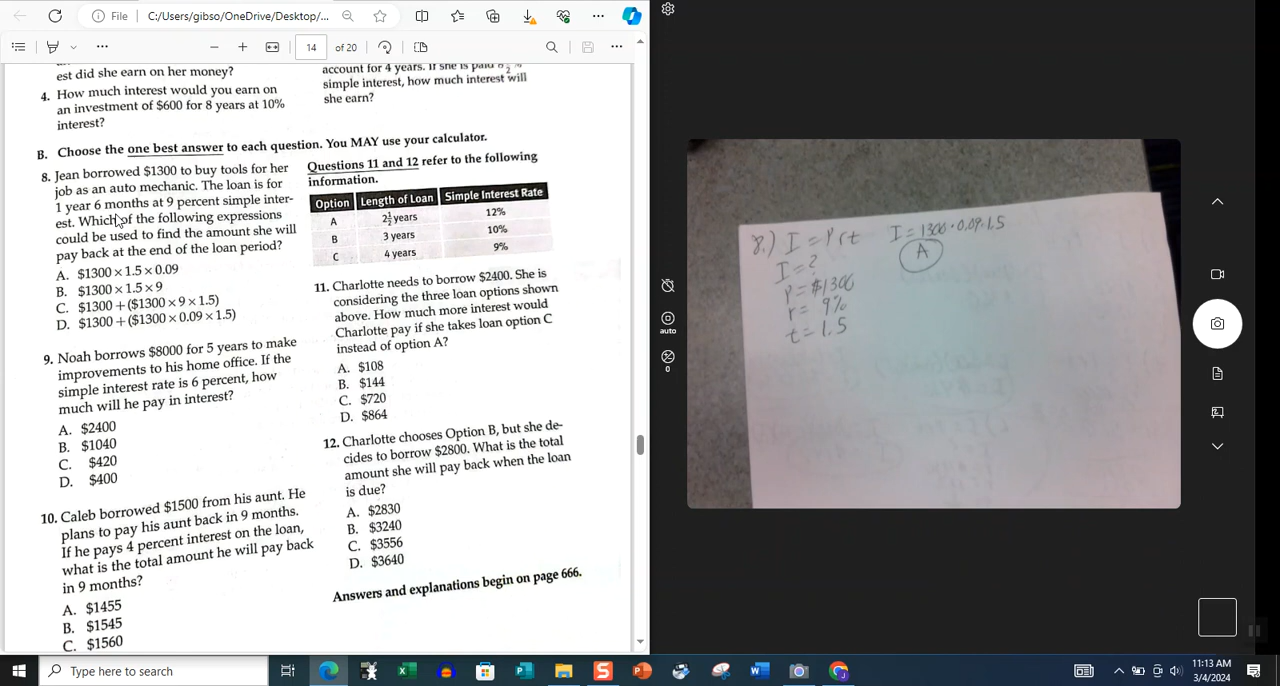 File
C:/Users/gibso/OneDrive/Desktop/...
14
of 20
est did she earn on her money?
4. How much interest would you earn on
an investment of $600 for 8 years at 10%
interest?
account for 4 years. If she is paid
simple interest, how much interest will
she earn?
B. Choose the one best answer to each question. You MAY use your calculator.
8. Jean borrowed $1300 to buy tools for her
job as an auto mechanic. The loan is for
1 year 6 months at 9 percent simple inter-
est. Which of the following expressions
could be used to find the amount she will
pay back at the end of the loan period?
A. $1300 × 1.5 × 0.09
B. $1300 × 1.5 × 9
C. $1300 + ($1300 × 9 × 1.5)
D. $1300 + ($1300 × 0.09 × 1.5)
9. Noah borrows $8000 for 5 years to make
improvements to his home office. If the
simple interest rate is 6 percent, how
much will he pay in interest?
A. $2400
B. $1040
C. $420
D. $400
10. Caleb borrowed $1500 from his aunt. He
plans to pay his aunt back in 9 months.
If he pays 4 percent interest on the loan,
what is the total amount he will pay back
in 9 months?
A. $1455
B. $1545
C. $1560
Questions 11 and 12 refer to the following
information.
Option Length of Loan Simple Interest Rate
A 2½ years 12%
B 3 years 10%
C 4 years 9%
11. Charlotte needs to borrow $2400. She is
considering the three loan options shown
above. How much more interest would
Charlotte pay if she takes loan option C
instead of option A?
A. $108
B. $144
C. $720
D. $864
12. Charlotte chooses Option B, but she de-
cides to borrow $2800. What is the total
amount she will pay back when the loan
is due?
A. $2830
B. $3240
C. $3556
D. $3640
Answers and explanations begin on page 666.
8.) I = Prt I = 1300 · 0.09 · 1.5
I = ? A
P = $1300
r = 9%
t = 1.5
auto
0
Type here to search
11:13 AM
3/4/2024